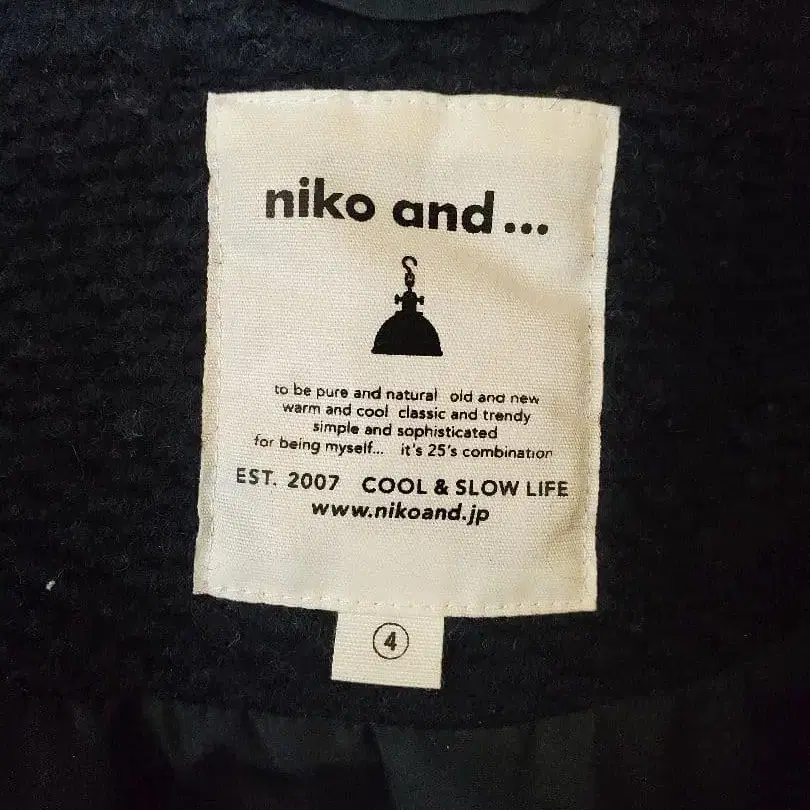 niko and...
to be pure and natural old and new
warm and cool classic and trendy
simple and sophisticated
for being myself... it's 25's combination
EST. 2007 COOL & SLOW LIFE
www.nikoand.jp
4